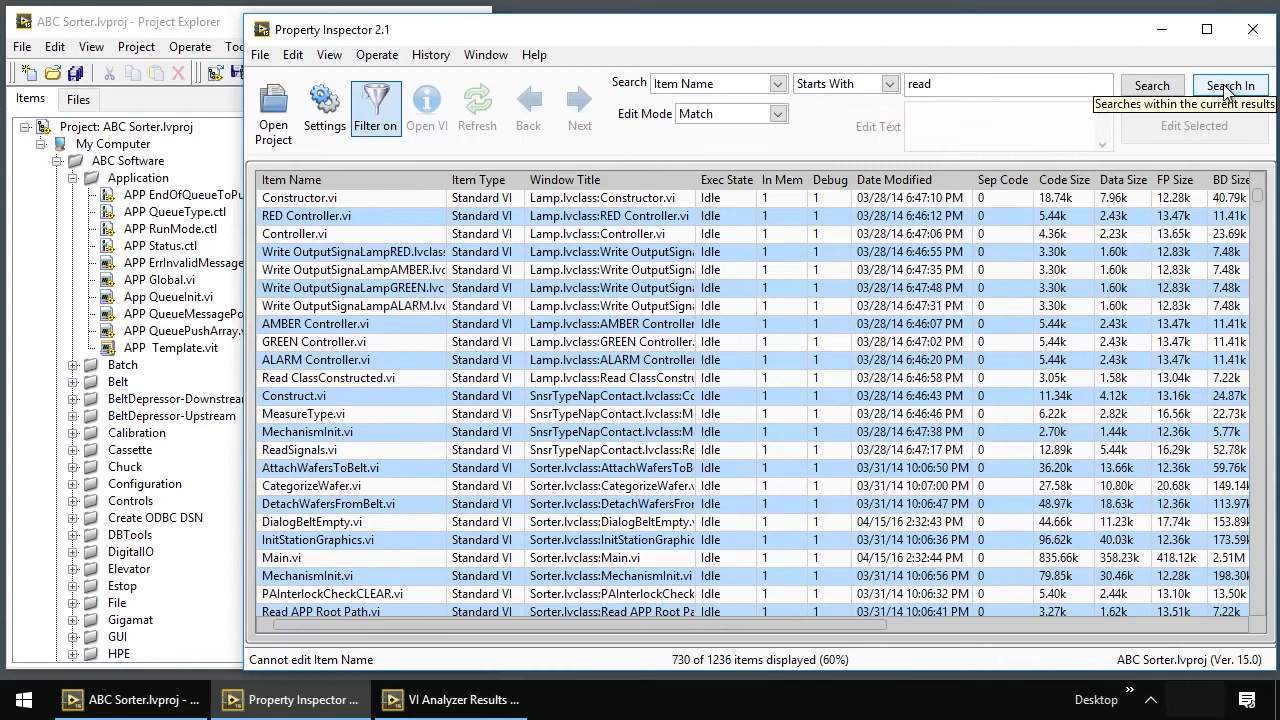 ABC Sorter.lvproj - Project Explorer
File Edit View Project Operate Too
Items Files
Project: ABC Sorter.lvproj
My Computer
ABC Software
Application
APP EndOfQueueToPu
APP QueueType.ctl
APP RunMode.ctl
APP Status.ctl
APP ErrInvalidMessage
APP Global.vi
APP QueueInit.vi
APP QueueMessagePo
APP QueuePushArray.v
APP Template.vit
Batch
Belt
BeltDepressor-Downstream
BeltDepressor-Upstream
Calibration
Cassette
Chuck
Configuration
Controls
Create ODBC DSN
DBTools
DigitalIO
Elevator
Estop
File
Gigamat
GUI
HPE
Property Inspector 2.1
File Edit View Operate History Window Help
Open Project
Settings
Filter on
Open VI
Refresh
Back
Next
Search Item Name Starts With read Search Search In
Searches within the current results
Edit Mode Match Edit Text Edit Selected
Item Name Item Type Window Title Exec State In Mem Debug Date Modified Sep Code Code Size Data Size FP Size BD Size
Constructor.vi Standard VI Lamp.lvclass:Constructor.vi Idle 1 1 03/28/14 6:47:10 PM 0 18.74k 7.96k 12.28k 40.79k
RED Controller.vi Standard VI Lamp.lvclass:RED Controller.vi Idle 1 1 03/28/14 6:46:12 PM 0 5.44k 2.43k 13.47k 11.41k
Controller.vi Standard VI Lamp.lvclass:Controller.vi Idle 1 1 03/28/14 6:47:06 PM 0 4.36k 2.23k 13.65k 23.69k
Write OutputSignaLampRED.lvclass Standard VI Lamp.lvclass:Write OutputSigna Idle 1 1 03/28/14 6:46:55 PM 0 3.30k 1.60k 12.83k 7.48k
Write OutputSignaLampAMBER.lvc Standard VI Lamp.lvclass:Write OutputSigna Idle 1 1 03/28/14 6:47:35 PM 0 3.30k 1.60k 12.83k 7.48k
Write OutputSignaLampGREEN.lvc Standard VI Lamp.lvclass:Write OutputSigna Idle 1 1 03/28/14 6:47:48 PM 0 3.30k 1.60k 12.83k 7.48k
Write OutputSignaLampALARM.lvc Standard VI Lamp.lvclass:Write OutputSigna Idle 1 1 03/28/14 6:47:31 PM 0 3.30k 1.60k 12.83k 7.48k
AMBER Controller.vi Standard VI Lamp.lvclass:AMBER Controller Idle 1 1 03/28/14 6:46:07 PM 0 5.44k 2.43k 13.47k 11.41k
GREEN Controller.vi Standard VI Lamp.lvclass:GREEN Controller. Idle 1 1 03/28/14 6:47:02 PM 0 5.44k 2.43k 13.47k 11.41k
ALARM Controller.vi Standard VI Lamp.lvclass:ALARM Controller Idle 1 1 03/28/14 6:46:20 PM 0 5.44k 2.43k 13.47k 11.41k
Read ClassConstructed.vi Standard VI Lamp.lvclass:Read ClassConstru Idle 1 1 03/28/14 6:46:58 PM 0 3.05k 1.58k 13.04k 7.22k
Construct.vi Standard VI SnsrTypeNapContact.lvclass:Co Idle 1 1 03/28/14 6:46:43 PM 0 11.34k 4.12k 13.16k 24.87k
MeasureType.vi Standard VI SnsrTypeNapContact.lvclass:M Idle 1 1 03/28/14 6:46:46 PM 0 6.22k 2.82k 16.56k 22.73k
MechanismInit.vi Standard VI SnsrTypeNapContact.lvclass:M Idle 1 1 03/28/14 6:47:38 PM 0 2.70k 1.44k 12.36k 5.77k
ReadSignals.vi Standard VI SnsrTypeNapContact.lvclass:Re Idle 1 1 03/28/14 6:47:17 PM 0 12.89k 5.44k 16.29k 52.78k
AttachWafersToBelt.vi Standard VI Sorter.lvclass:AttachWafersToB Idle 1 1 03/31/14 10:06:50 PM 0 36.20k 13.66k 12.36k 59.76k
CategorizeWafer.vi Standard VI Sorter.lvclass:CategorizeWafer.v Idle 1 1 03/31/14 10:07:00 PM 0 27.58k 10.80k 20.68k 149.14k
DetachWafersFromBelt.vi Standard VI Sorter.lvclass:DetachWafersFrom Idle 1 1 03/31/14 10:06:47 PM 0 48.97k 18.63k 12.36k 113.97k
DialogBeltEmpty.vi Standard VI Sorter.lvclass:DialogBeltEmpty. Idle 1 1 04/15/16 2:32:43 PM 0 44.66k 11.23k 17.74k 153.89k
InitStationGraphics.vi Standard VI Sorter.lvclass:InitStationGraphic Idle 1 1 03/31/14 10:06:36 PM 0 96.62k 40.03k 12.36k 173.59k
Main.vi Standard VI Sorter.lvclass:Main.vi Idle 1 1 04/15/16 2:32:44 PM 0 835.66k 358.23k 418.12k 2.51M
MechanismInit.vi Standard VI Sorter.lvclass:MechanismInit.vi Idle 1 1 03/31/14 10:06:56 PM 0 79.85k 30.46k 12.28k 198.30k
PAInterlockCheckCLEAR.vi Standard VI Sorter.lvclass:PAInterlockCheck Idle 1 1 03/31/14 10:06:32 PM 0 5.40k 2.44k 13.10k 13.50k
Read APP Root Path.vi Standard VI Sorter.lvclass:Read APP Root Pa Idle 1 1 03/31/14 10:06:41 PM 0 3.27k 1.62k 13.51k 7.22k
Cannot edit Item Name 730 of 1236 items displayed (60%) ABC Sorter.lvproj (Ver. 15.0)
ABC Sorter.lvproj - ... Property Inspector ... VI Analyzer Results ... Desktop